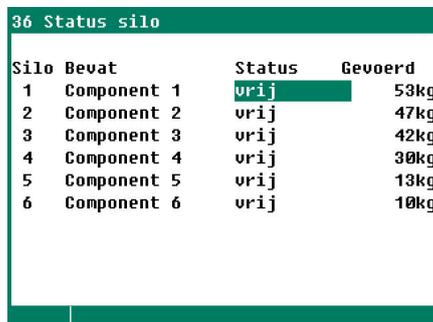 36 Status silo
Silo Bevat Status Gevoerd
1 Component 1 vrij 53kg
2 Component 2 vrij 47kg
3 Component 3 vrij 42kg
4 Component 4 vrij 30kg
5 Component 5 vrij 13kg
6 Component 6 vrij 10kg